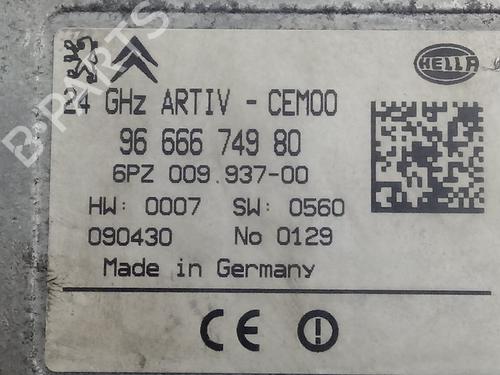 HELLA
24 GHz ARTIV - CEM00
96 666 749 80
6PZ 009.937-00
HW: 0007 SW: 0560
090430 No 0129
Made in Germany
CE
B-PARTS